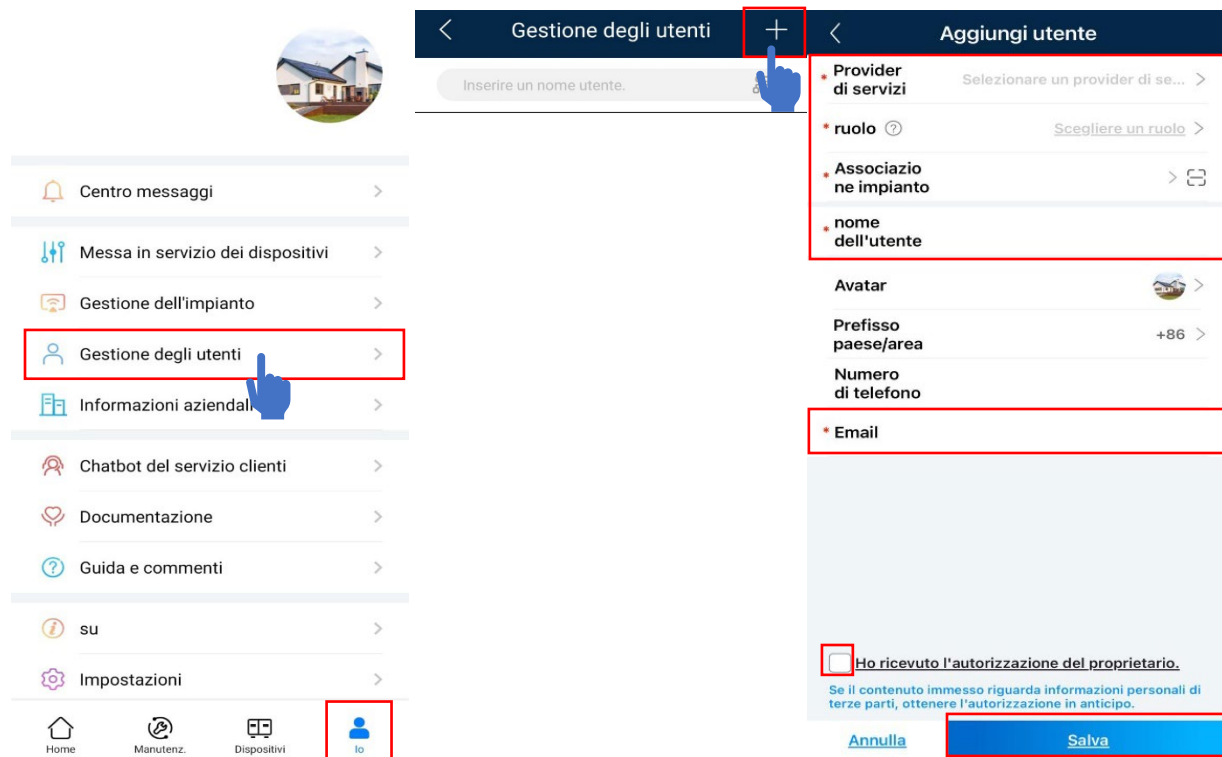 Centro messaggi
Messa in servizio dei dispositivi
Gestione dell'impianto
Gestione degli utenti
Informazioni aziendali
Chatbot del servizio clienti
Documentazione
Guida e commenti
su
Impostazioni
Home
Manutenz.
Dispositivi
Io
Gestione degli utenti
Inserire un nome utente.
Aggiungi utente
* Provider
di servizi
Selezionare un provider di se...
* ruolo
Scegliere un ruolo
* Associazio
ne impianto
* nome
dell'utente
Avatar
Prefisso
paese/area
+86
Numero
di telefono
* Email
Ho ricevuto l'autorizzazione del proprietario.
Se il contenuto immesso riguarda informazioni personali di
terze parti, ottenere l'autorizzazione in anticipo.
Annulla
Salva